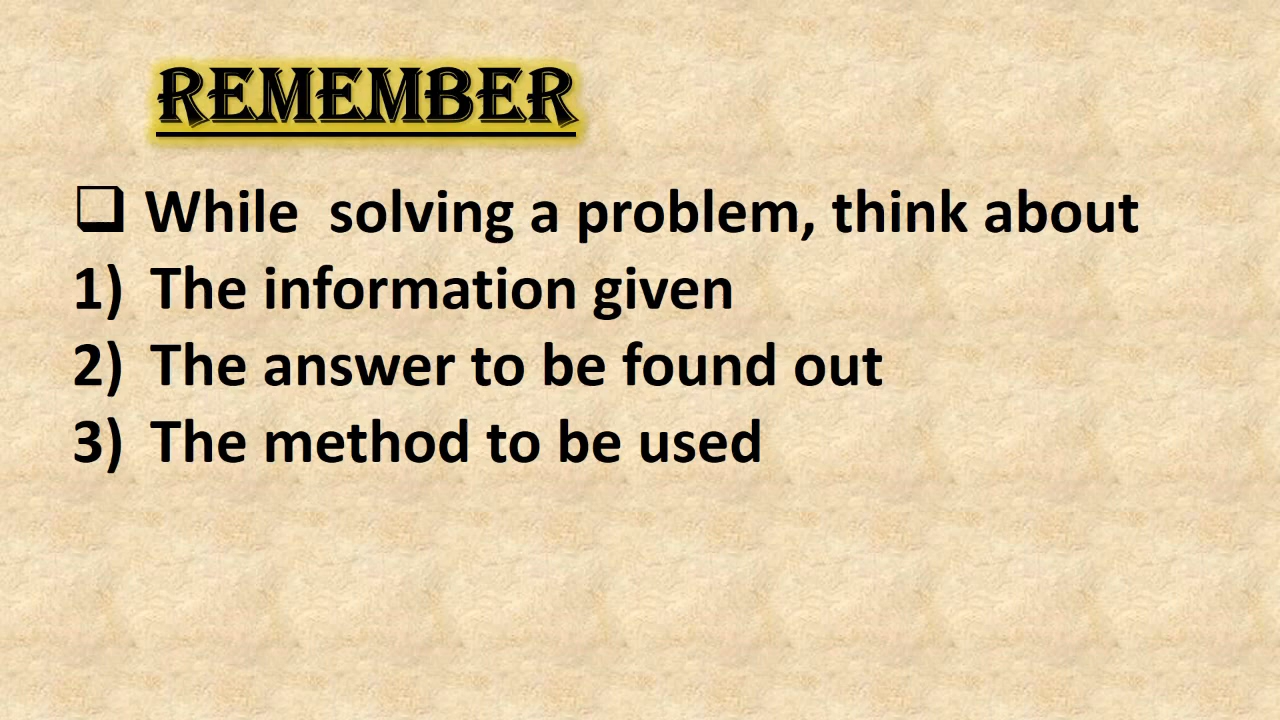 REMEMBER
❑ While  solving a problem, think about
1) The information given
2) The answer to be found out
3) The method to be used